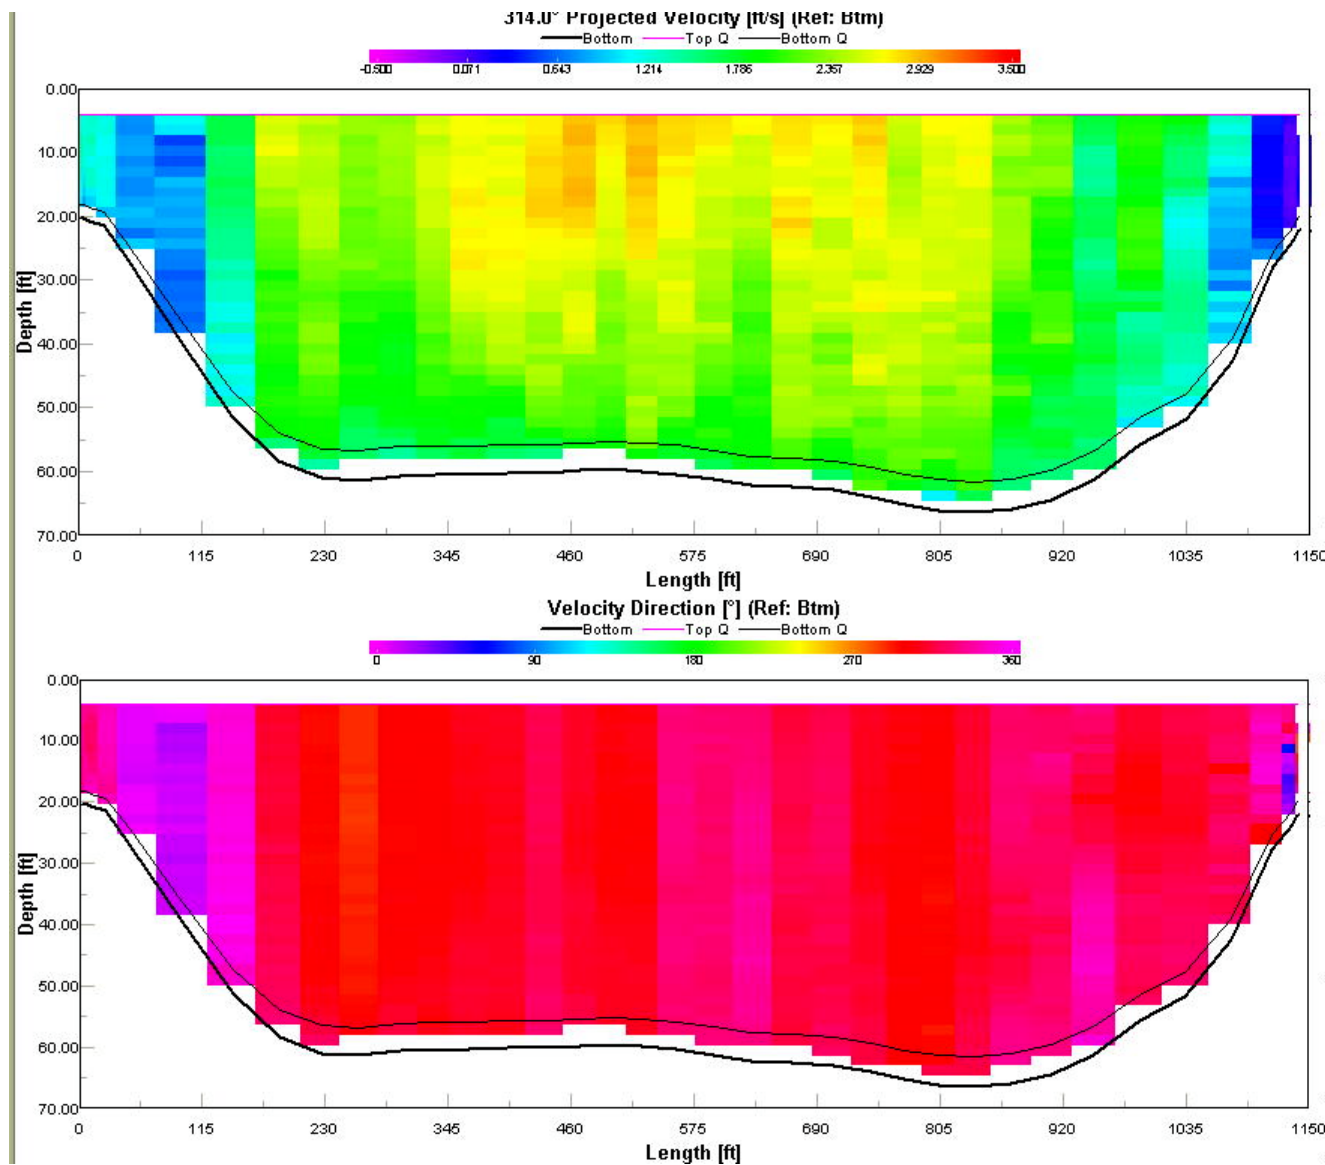 314.0° Projected Velocity [ft/s] (Ref: Btm)
Bottom Top Q Bottom Q
-0.500 0.071 0.643 1.214 1.786 2.357 2.929 3.500
0.00
10.00
20.00
30.00
40.00
50.00
60.00
70.00
Depth [ft]
0 115 230 345 460 575 690 805 920 1035 1150
Length [ft]
Velocity Direction [°] (Ref: Btm)
Bottom Top Q Bottom Q
0 90 180 270 360
0.00
10.00
20.00
30.00
40.00
50.00
60.00
70.00
Depth [ft]
0 115 230 345 460 575 690 805 920 1035 1150
Length [ft]